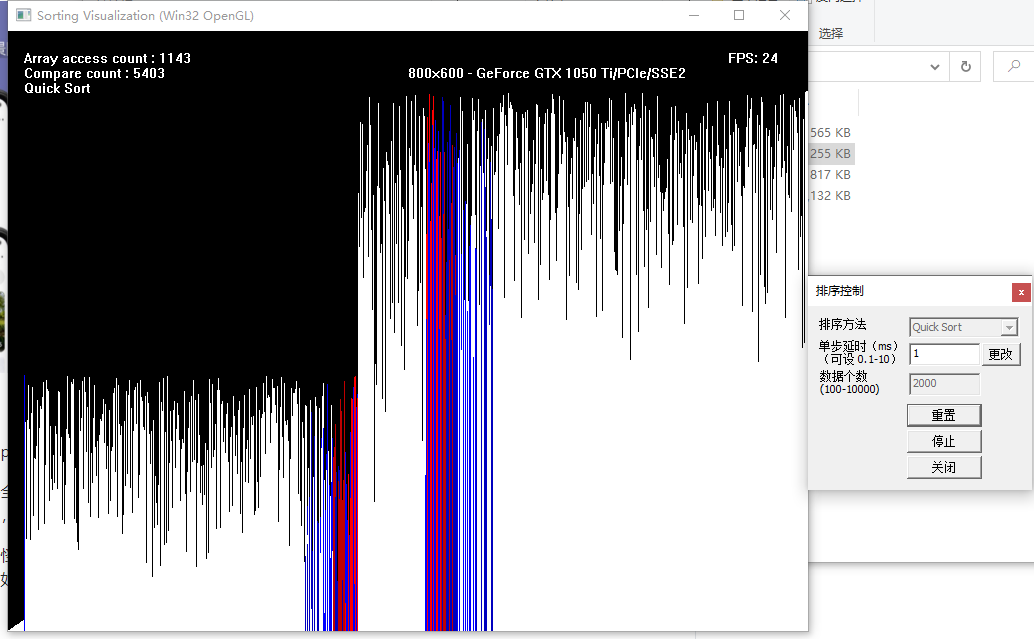 Sorting Visualization (Win32 OpenGL)
Array access count : 1143
Compare count : 5403
Quick Sort
800x600 - GeForce GTX 1050 Ti/PCIe/SSE2
FPS: 24
选择
565 KB
255 KB
817 KB
132 KB
排序控制
x
排序方法
Quick Sort
单步延时（ms）
（可设 0.1-10）
1
更改
数据个数
(100-10000)
2000
重置
停止
关闭